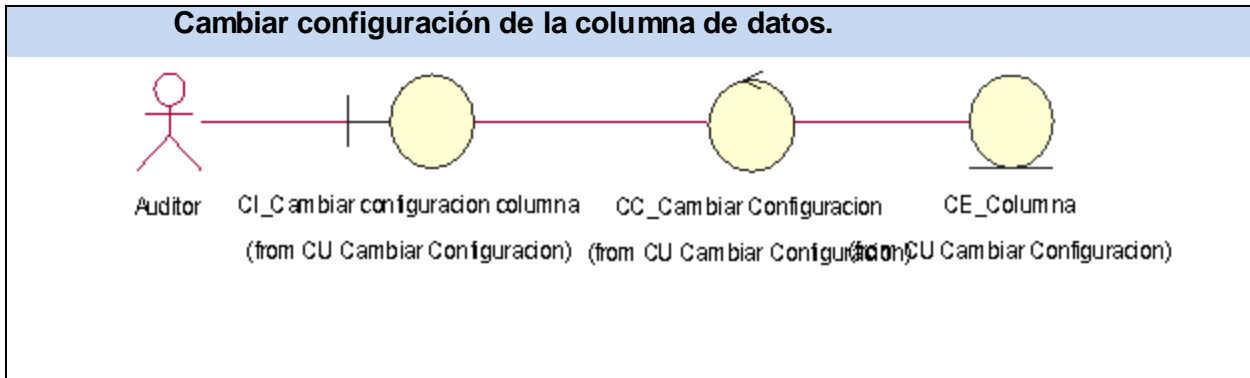 Cambiar configuración de la columna de datos.
Auditor CI_Cambiar configuracion columna CC_Cambiar Configuracion CE_Columna
(from CU Cambiar Configuracion) (from CU Cambiar Configuracion) (from CU Cambiar Configuracion)